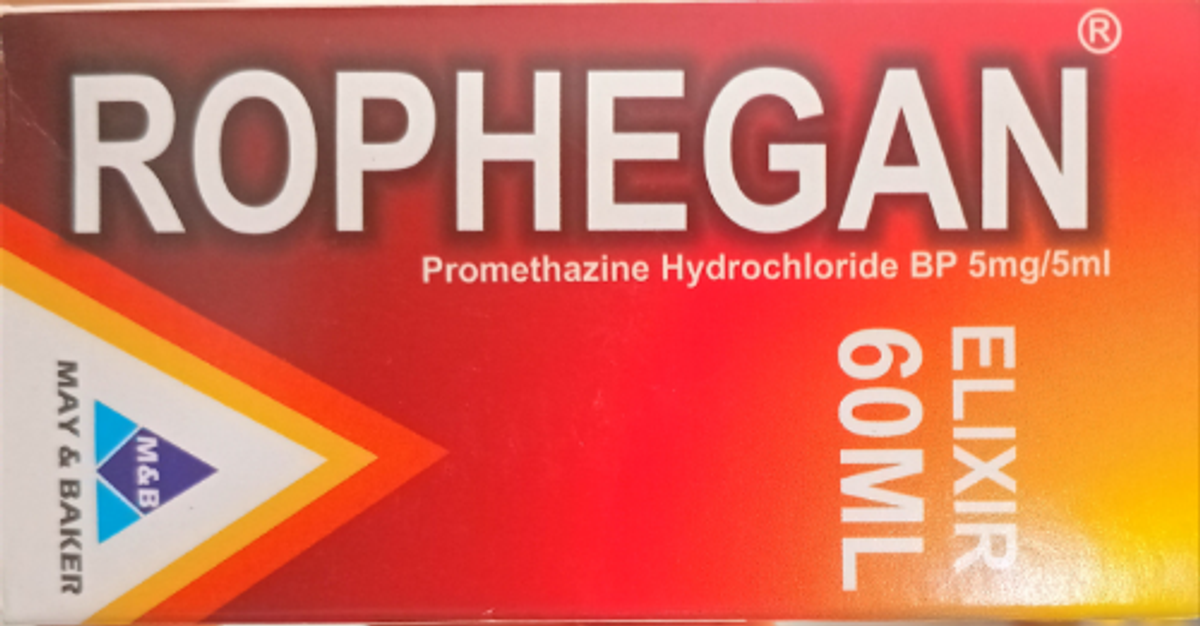 ROPHEGAN®
Promethazine Hydrochloride BP 5mg/5ml
ELIXIR
60ML
M&B
MAY & BAKER